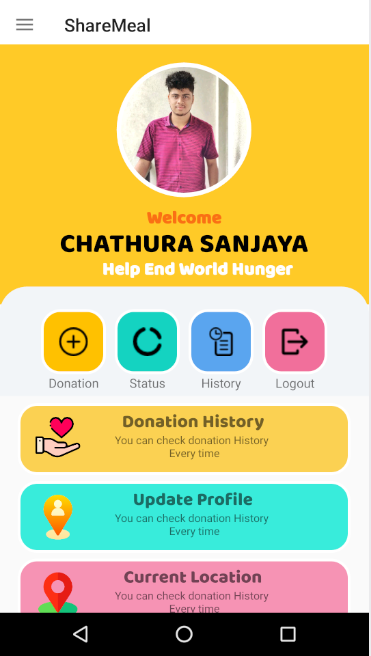 ShareMeal
Welcome
CHATHURA SANJAYA
Help End World Hunger
Donation Status History Logout
Donation History
You can check donation History
Every time
Update Profile
You can check donation History
Every time
Current Location
You can check donation History
Every time